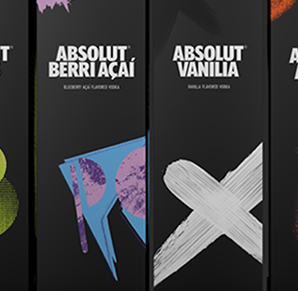 ABSOLUT®
BERRI AÇAÍ
BLUEBERRY AÇAÍ FLAVORED VODKA
ABSOLUT®
VANILIA
VANILLA FLAVORED VODKA